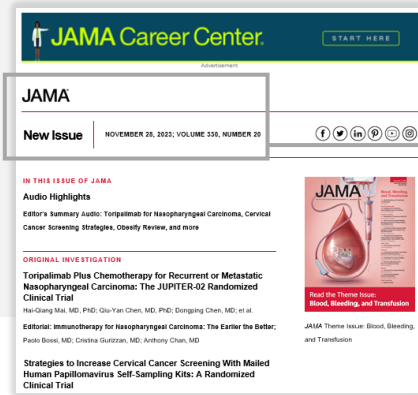 JAMA Career Center.
START HERE
Advertisement
JAMA
New Issue
NOVEMBER 28, 2023; VOLUME 330, NUMBER 20
IN THIS ISSUE OF JAMA
Audio Highlights
Editor's Summary Audio: Toripalimab for Nasopharyngeal Carcinoma, Cervical
Cancer Screening Strategies, Obesity Review, and more
ORIGINAL INVESTIGATION
Toripalimab Plus Chemotherapy for Recurrent or Metastatic
Nasopharyngeal Carcinoma: The JUPITER-02 Randomized
Clinical Trial
Hai-Qiang Mai, MD, PhD; Qiu-Yan Chen, MD, PhD; Dongping Chen, MD; et al.
Editorial: Immunotherapy for Nasopharyngeal Carcinoma: The Earlier the Better;
Paolo Bossi, MD; Cristina Gurizzan, MD; Anthony Chan, MD
Strategies to Increase Cervical Cancer Screening With Mailed
Human Papillomavirus Self-Sampling Kits: A Randomized
Clinical Trial
JAMA
Blood, Bleeding,
and Transfusion
Read the Theme Issue:
Blood, Bleeding, and Transfusion
JAMA Theme Issue: Blood, Bleeding,
and Transfusion